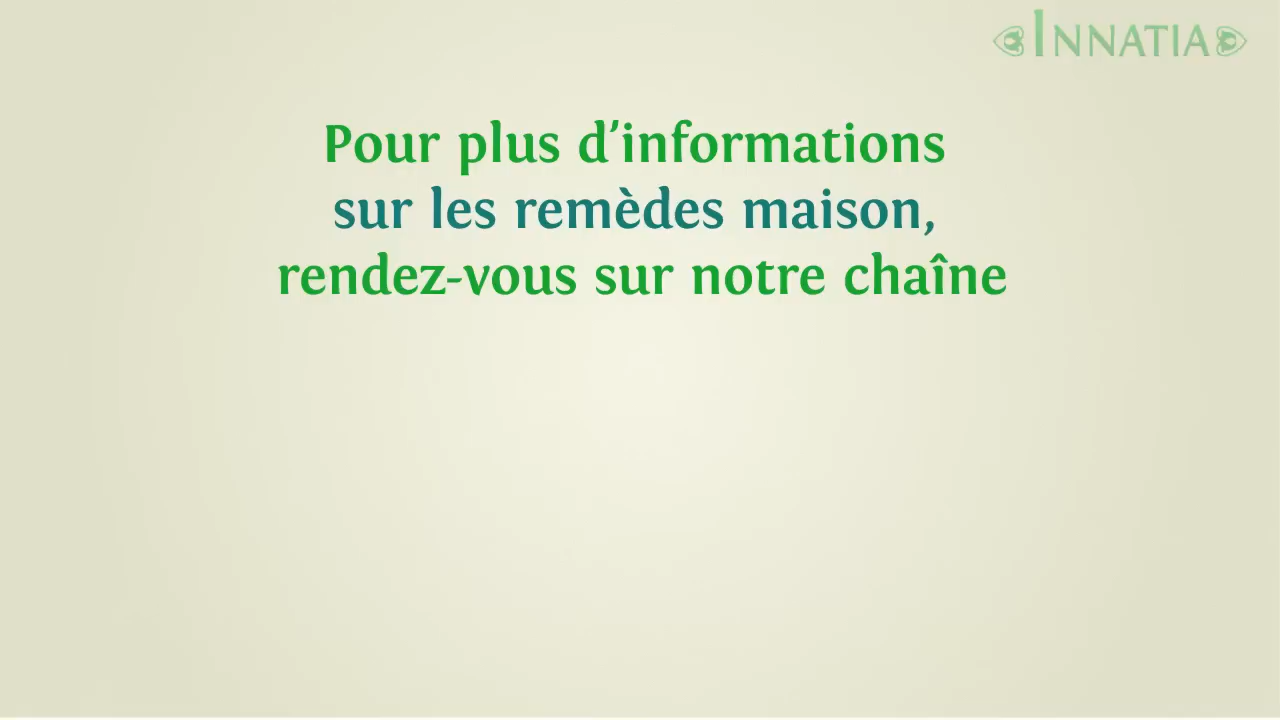 INNATIA
Pour plus d'informations
sur les remèdes maison,
rendez-vous sur notre chaîne